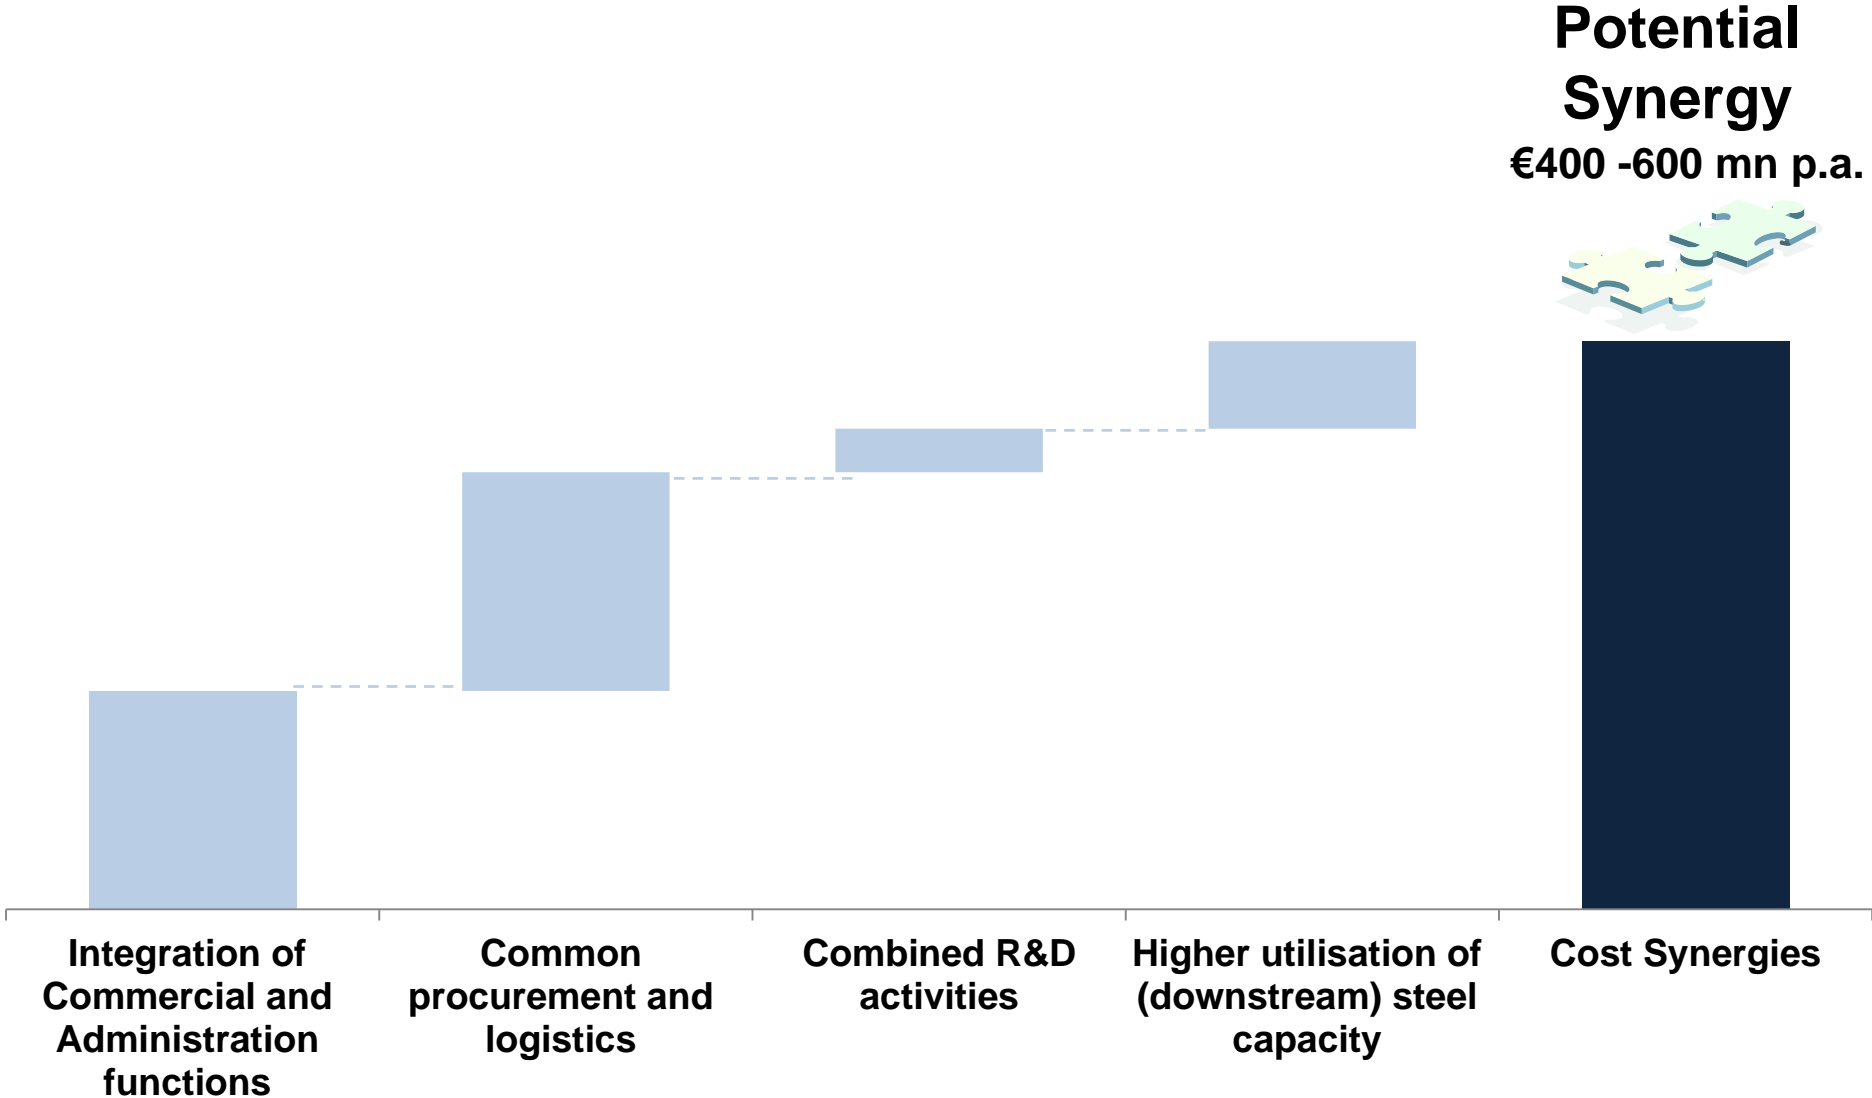 Potential
Synergy
€400 -600 mn p.a.
Integration of
Commercial and
Administration
functions
Common
procurement and
logistics
Combined R&D
activities
Higher utilisation of
(downstream) steel
capacity
Cost Synergies